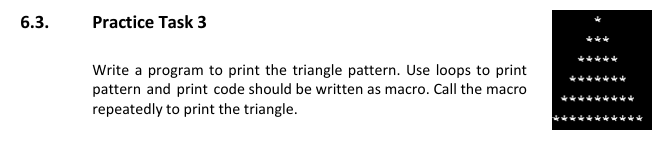 6.3. Practice Task 3
*
***
*****
*******
*********
***********
Write a program to print the triangle pattern. Use loops to print
pattern and print code should be written as macro. Call the macro
repeatedly to print the triangle.